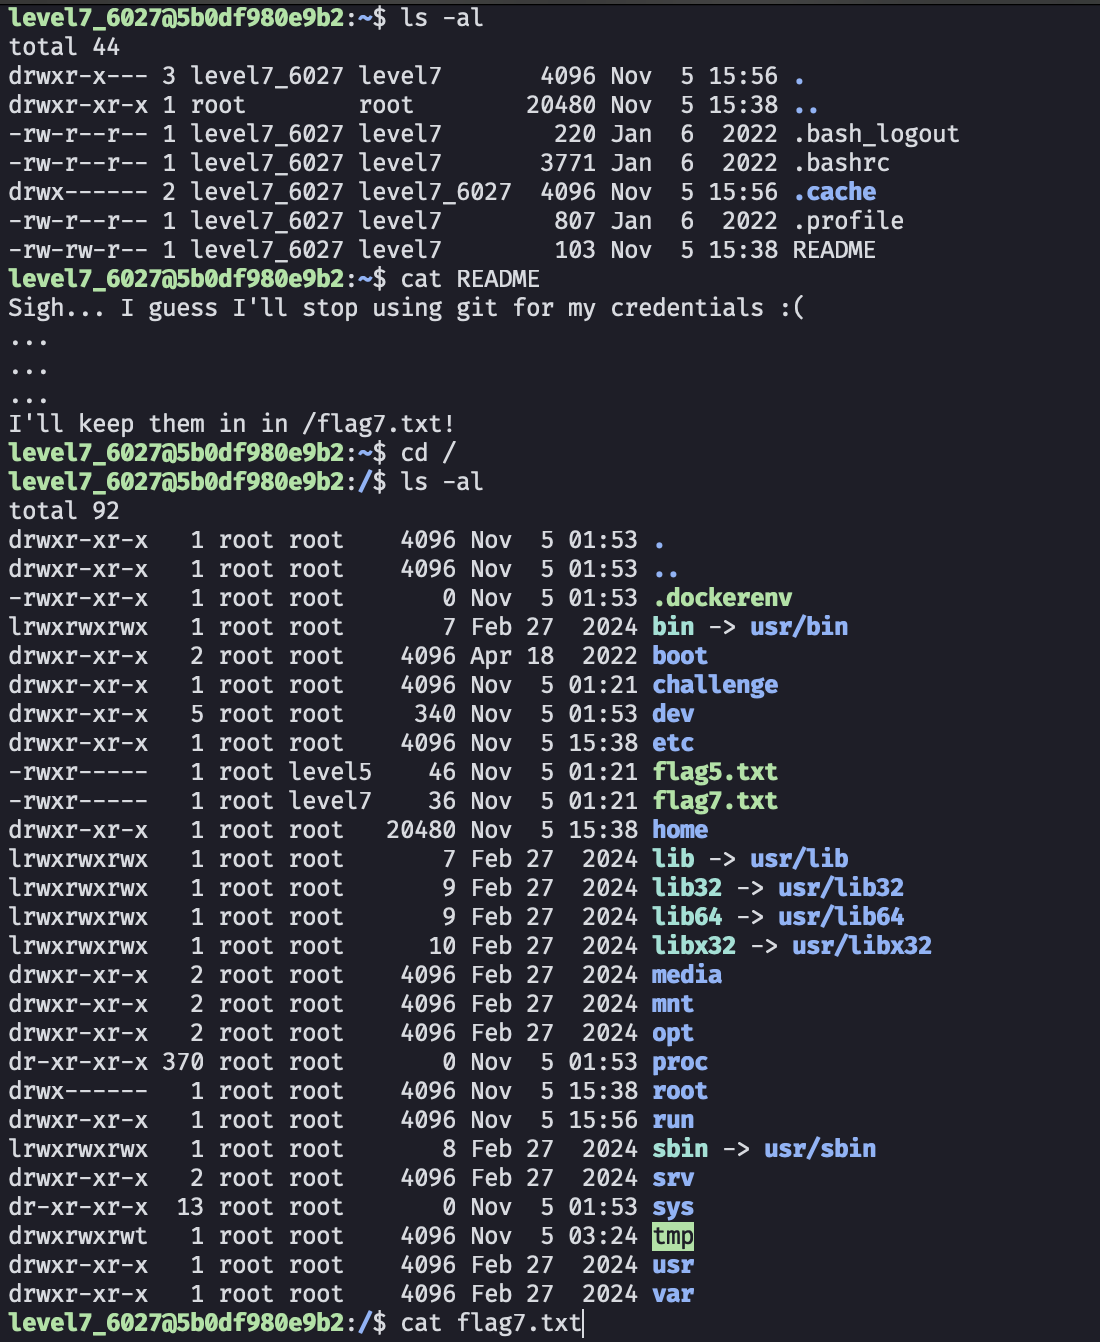 level7_6027@5b0df980e9b2:~$ ls -al
total 44
drwxr-x--- 3 level7_6027 level7       4096 Nov  5 15:56 .
drwxr-xr-x 1 root        root        20480 Nov  5 15:38 ..
-rw-r--r-- 1 level7_6027 level7        220 Jan  6  2022 .bash_logout
-rw-r--r-- 1 level7_6027 level7       3771 Jan  6  2022 .bashrc
drwx------ 2 level7_6027 level7_6027  4096 Nov  5 15:56 .cache
-rw-r--r-- 1 level7_6027 level7        807 Jan  6  2022 .profile
-rw-rw-r-- 1 level7_6027 level7        103 Nov  5 15:38 README
level7_6027@5b0df980e9b2:~$ cat README
Sigh... I guess I'll stop using git for my credentials :(
...
...
...
I'll keep them in in /flag7.txt!
level7_6027@5b0df980e9b2:~$ cd /
level7_6027@5b0df980e9b2:/$ ls -al
total 92
drwxr-xr-x   1 root root    4096 Nov  5 01:53 .
drwxr-xr-x   1 root root    4096 Nov  5 01:53 ..
-rwxr-xr-x   1 root root       0 Nov  5 01:53 .dockerenv
lrwxrwxrwx   1 root root       7 Feb 27  2024 bin -> usr/bin
drwxr-xr-x   2 root root    4096 Apr 18  2022 boot
drwxr-xr-x   1 root root    4096 Nov  5 01:21 challenge
drwxr-xr-x   5 root root     340 Nov  5 01:53 dev
drwxr-xr-x   1 root root    4096 Nov  5 15:38 etc
-rwxr-----   1 root level5    46 Nov  5 01:21 flag5.txt
-rwxr-----   1 root level7    36 Nov  5 01:21 flag7.txt
drwxr-xr-x   1 root root   20480 Nov  5 15:38 home
lrwxrwxrwx   1 root root       7 Feb 27  2024 lib -> usr/lib
lrwxrwxrwx   1 root root       9 Feb 27  2024 lib32 -> usr/lib32
lrwxrwxrwx   1 root root       9 Feb 27  2024 lib64 -> usr/lib64
lrwxrwxrwx   1 root root      10 Feb 27  2024 libx32 -> usr/libx32
drwxr-xr-x   2 root root    4096 Feb 27  2024 media
drwxr-xr-x   2 root root    4096 Feb 27  2024 mnt
drwxr-xr-x   2 root root    4096 Feb 27  2024 opt
dr-xr-xr-x 370 root root       0 Nov  5 01:53 proc
drwx------   1 root root    4096 Nov  5 15:38 root
drwxr-xr-x   1 root root    4096 Nov  5 15:56 run
lrwxrwxrwx   1 root root       8 Feb 27  2024 sbin -> usr/sbin
drwxr-xr-x   2 root root    4096 Feb 27  2024 srv
dr-xr-xr-x  13 root root       0 Nov  5 01:53 sys
drwxrwxrwt   1 root root    4096 Nov  5 03:24 tmp
drwxr-xr-x   1 root root    4096 Feb 27  2024 usr
drwxr-xr-x   1 root root    4096 Feb 27  2024 var
level7_6027@5b0df980e9b2:/$ cat flag7.txt